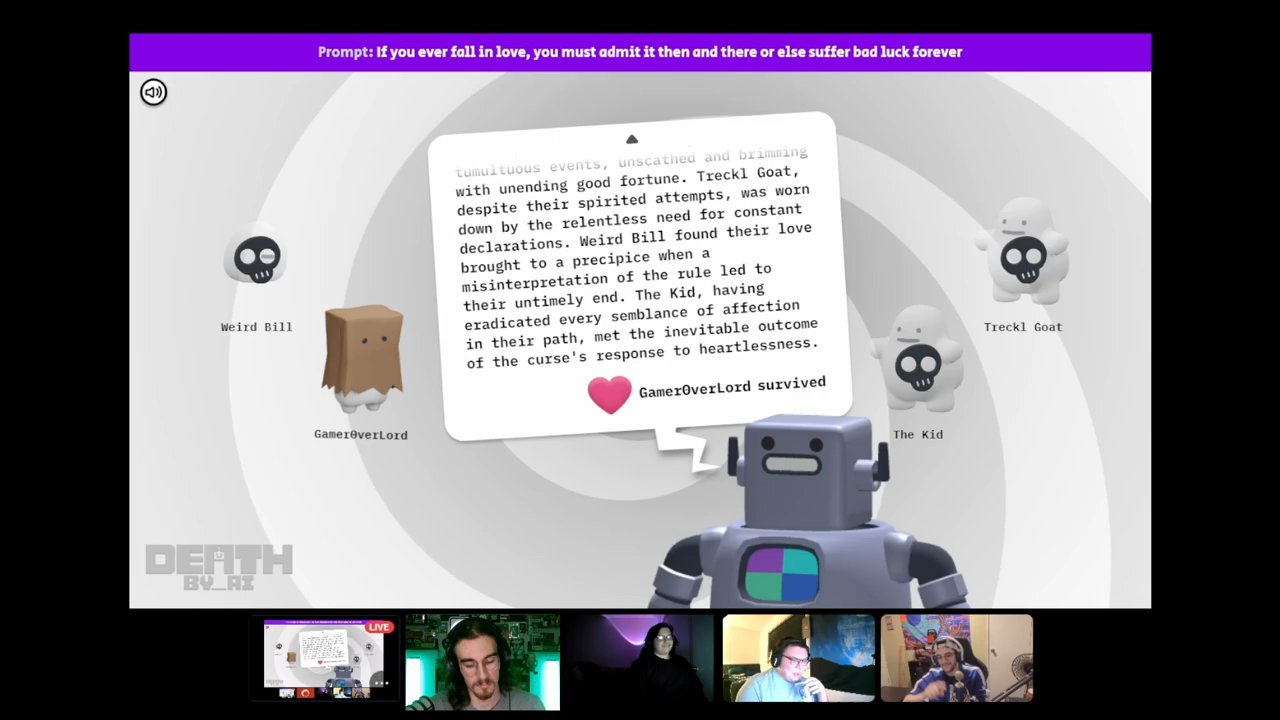 Prompt: If you ever fall in love, you must admit it then and there or else suffer bad luck forever
tumultuous events, unscathed and brimming
with unending good fortune. Treckl Goat,
despite their spirited attempts, was worn
down by the relentless need for constant
declarations. Weird Bill found their love
brought to a precipice when a
misinterpretation of the rule led to
their untimely end. The Kid, having
eradicated every semblance of affection
in their path, met the inevitable outcome
of the curse's response to heartlessness.
Gamer0verLord survived
Weird Bill
Treckl Goat
Gamer0verLord
The Kid
DEATH
BY_AI
LIVE